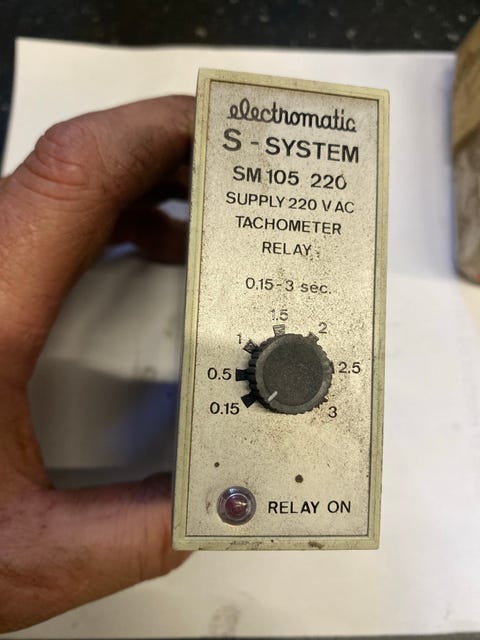 electromatic
S-SYSTEM
SM 105 220
SUPPLY 220 V AC
TACHOMETER
RELAY
0.15-3 sec.
1.5
1 2
0.5 2.5
0.15 3
RELAY ON